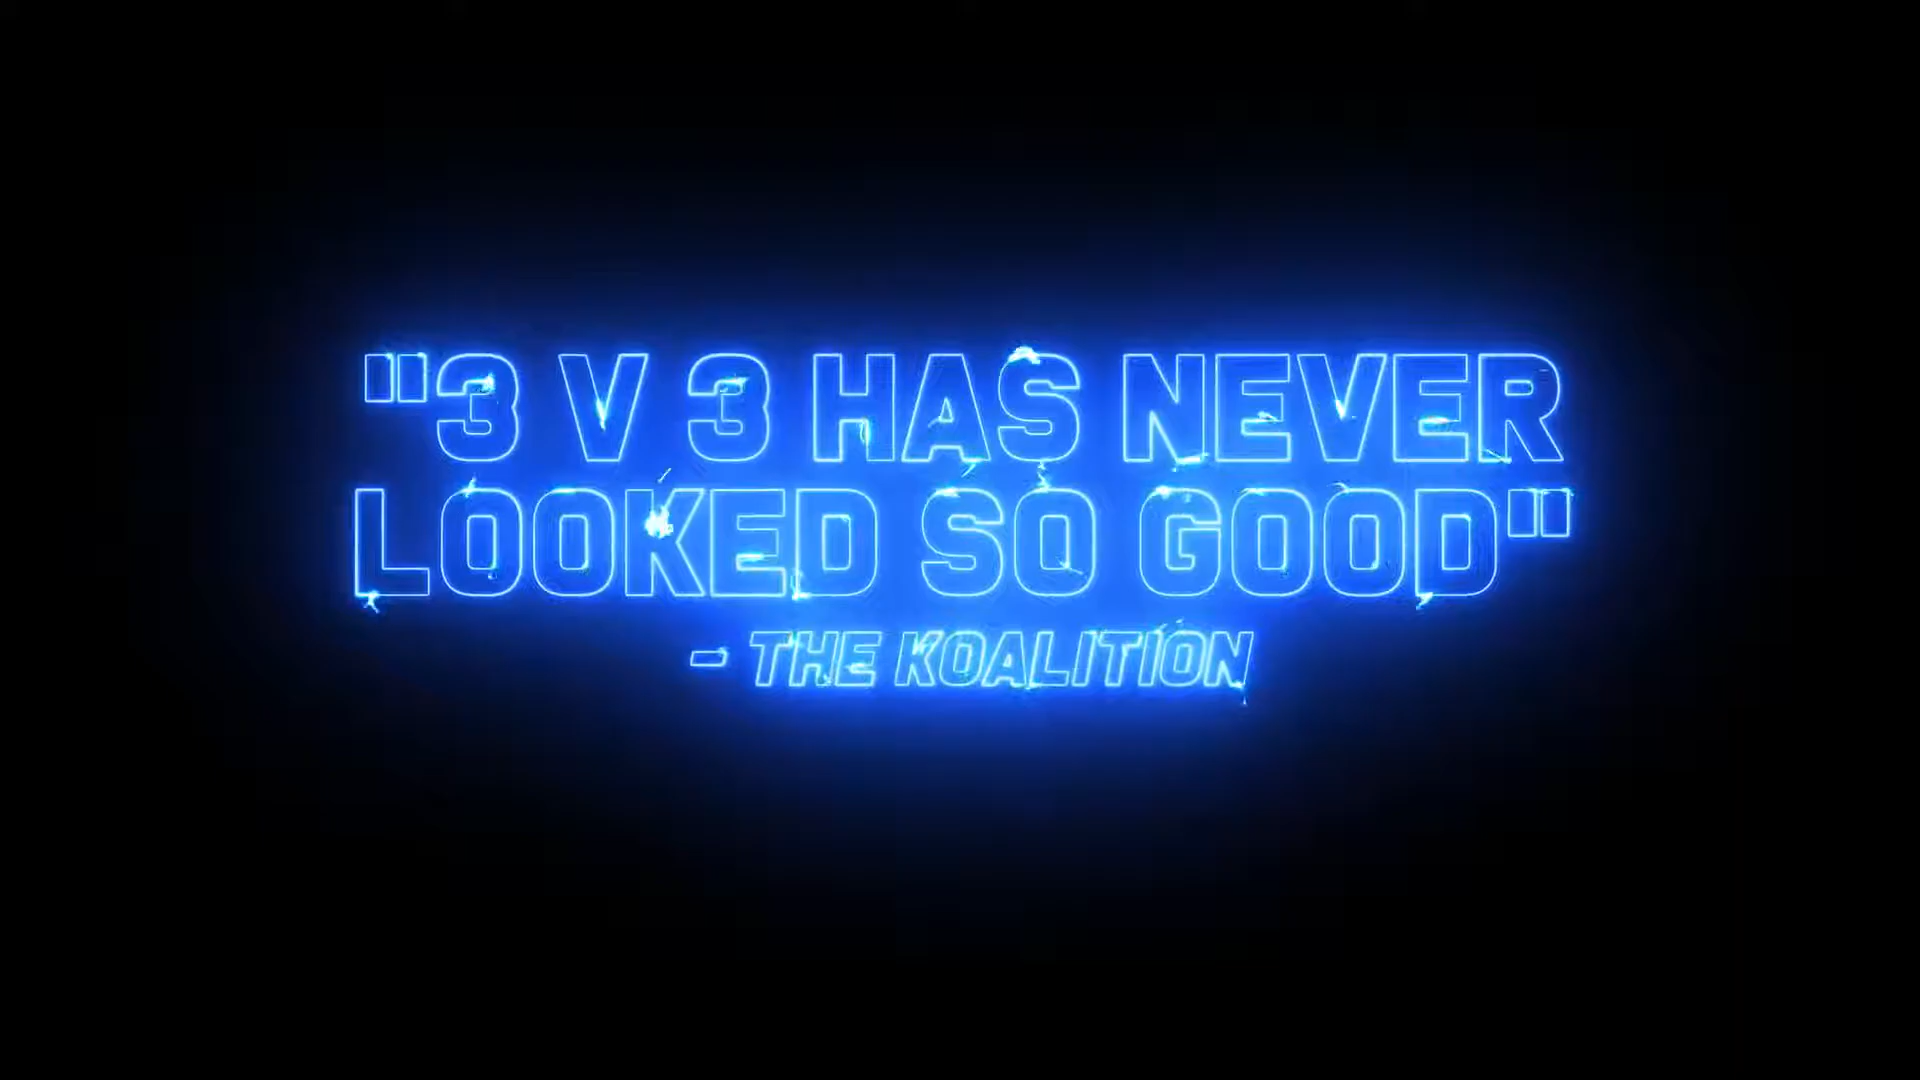 "3 V 3 HAS NEVER
LOOKED SO GOOD"
- THE KOALITION